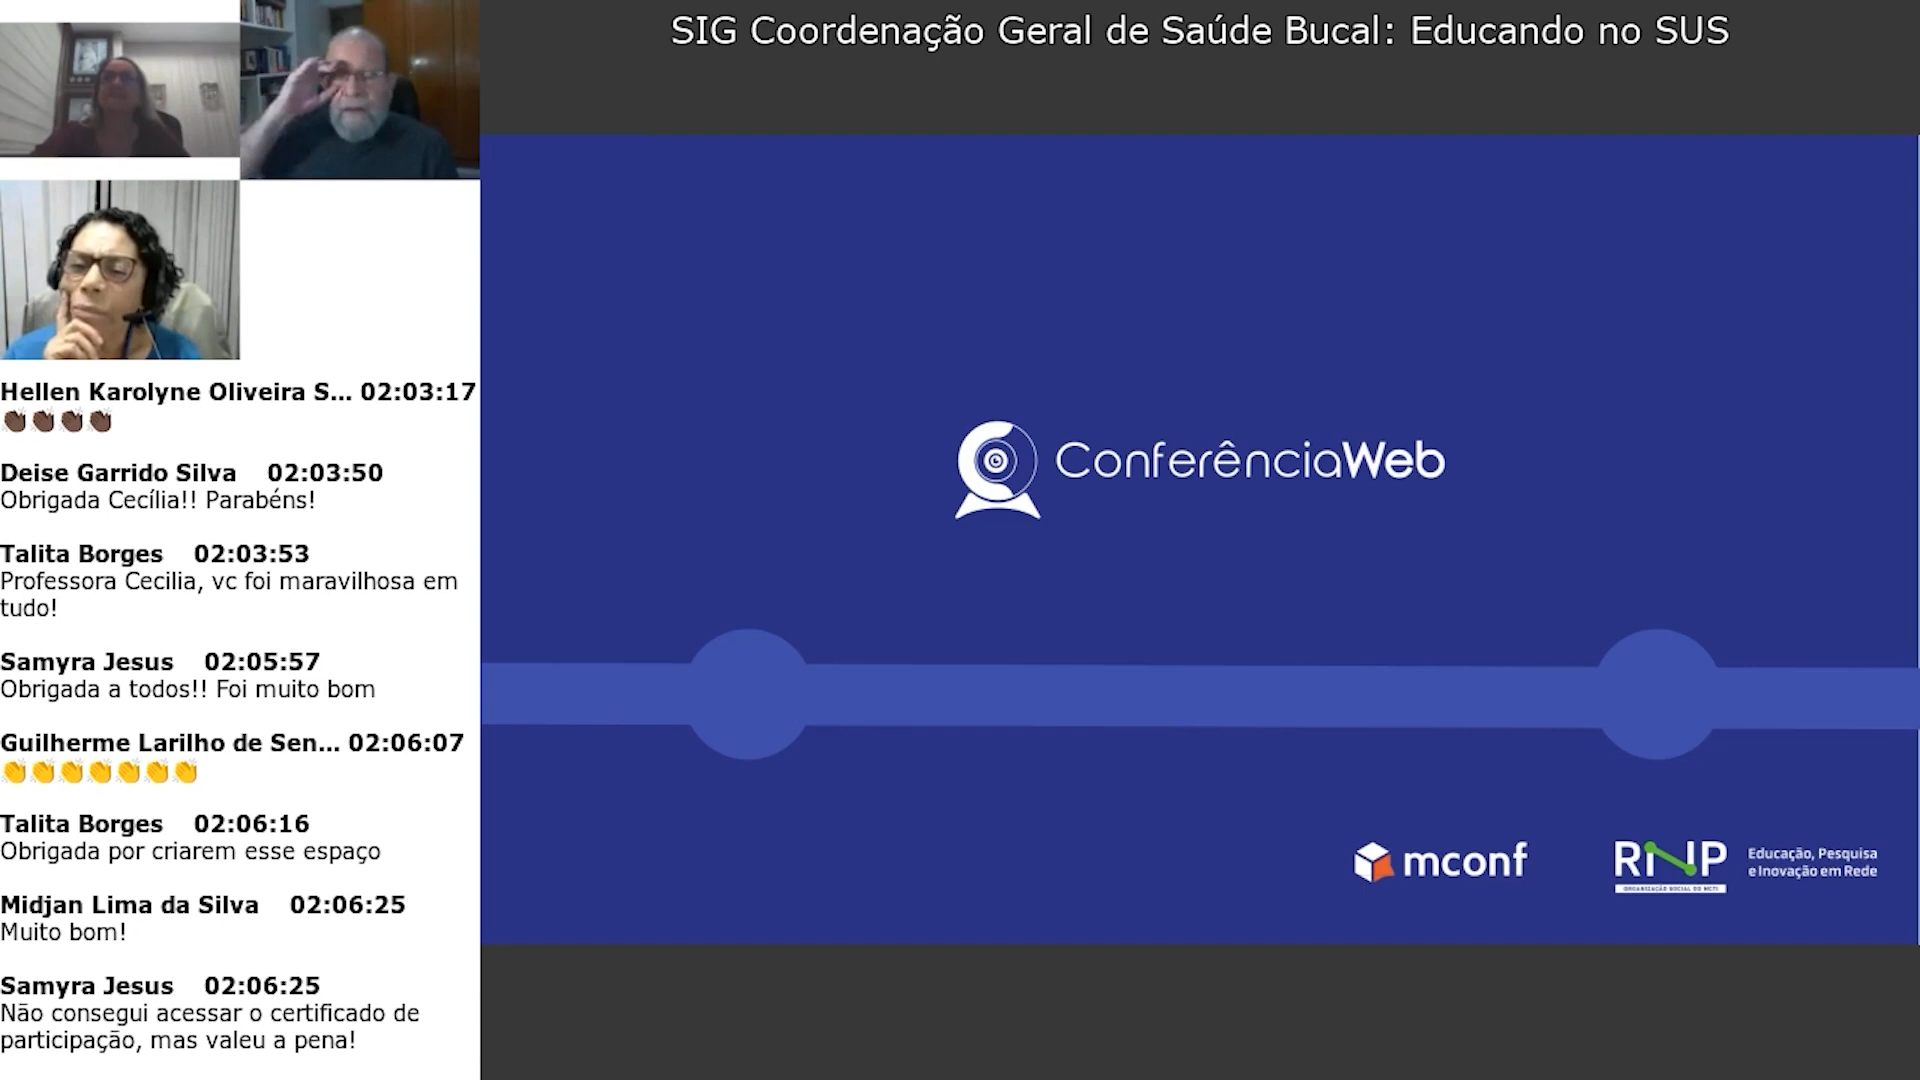 SIG Coordenação Geral de Saúde Bucal: Educando no SUS
Hellen Karolyne Oliveira S... 02:03:17
👏🏿👏🏿👏🏿👏🏿
Deise Garrido Silva 02:03:50
Obrigada Cecília!! Parabéns!
Talita Borges 02:03:53
Professora Cecilia, vc foi maravilhosa em
tudo!
Samyra Jesus 02:05:57
Obrigada a todos!! Foi muito bom
Guilherme Larilho de Sen... 02:06:07
👏👏👏👏👏👏👏
Talita Borges 02:06:16
Obrigada por criarem esse espaço
Midjan Lima da Silva 02:06:25
Muito bom!
Samyra Jesus 02:06:25
Não consegui acessar o certificado de
participação, mas valeu a pena!
ConferênciaWeb
mconf
RNP
ORGANIZAÇÃO SOCIAL DO MCTI
Educação, Pesquisa
e Inovação em Rede